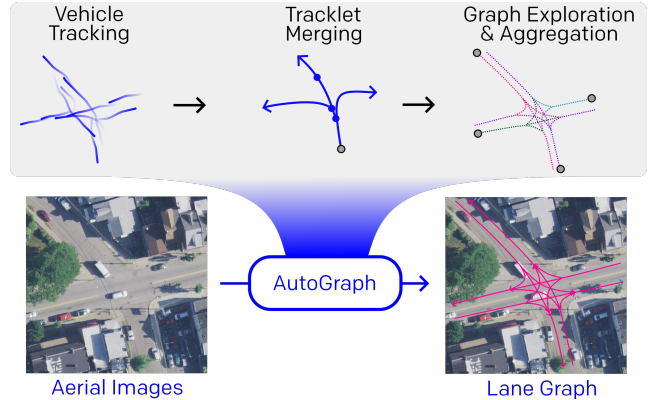 Vehicle
Tracking
Tracklet
Merging
Graph Exploration
& Aggregation
AutoGraph
Aerial Images
Lane Graph